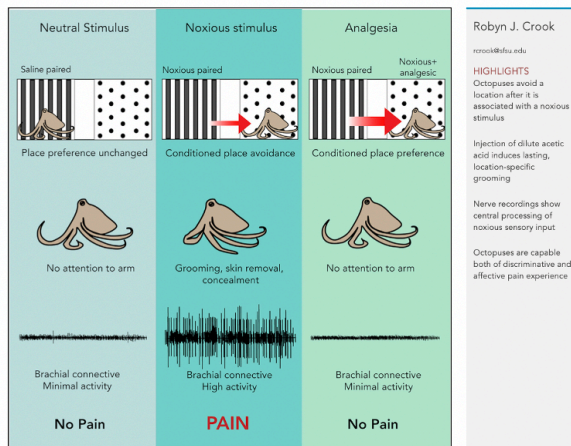 Neutral Stimulus
Saline paired
Place preference unchanged
No attention to arm
Brachial connective
Minimal activity
No Pain
Noxious stimulus
Noxious paired
Conditioned place avoidance
Grooming, skin removal,
concealment
Brachial connective
High activity
PAIN
Analgesia
Noxious paired
Noxious+
analgesic
Conditioned place preference
No attention to arm
Brachial connective
Minimal activity
No Pain
Robyn J. Crook
rcrook@sfsu.edu
HIGHLIGHTS
Octopuses avoid a
location after it is
associated with a noxious
stimulus
Injection of dilute acetic
acid induces lasting,
location-specific
grooming
Nerve recordings show
central processing of
noxious sensory input
Octopuses are capable
both of discriminative and
affective pain experience